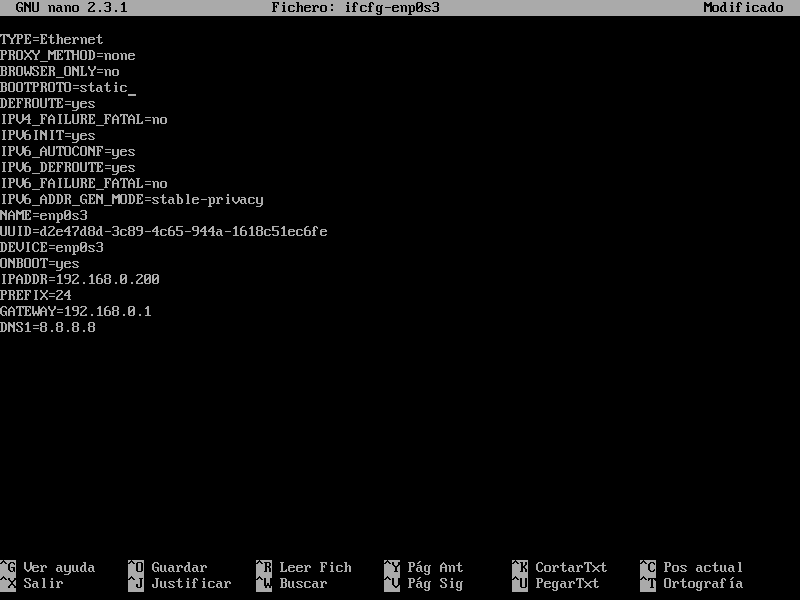 GNU nano 2.3.1 Fichero: ifcfg-enp0s3 Modificado
TYPE=Ethernet
PROXY_METHOD=none
BROWSER_ONLY=no
BOOTPROTO=static_
DEFROUTE=yes
IPV4_FAILURE_FATAL=no
IPV6INIT=yes
IPV6_AUTOCONF=yes
IPV6_DEFROUTE=yes
IPV6_FAILURE_FATAL=no
IPV6_ADDR_GEN_MODE=stable-privacy
NAME=enp0s3
UUID=d2e47d8d-3c89-4c65-944a-1618c51ec6fe
DEVICE=enp0s3
ONBOOT=yes
IPADDR=192.168.0.200
PREFIX=24
GATEWAY=192.168.0.1
DNS1=8.8.8.8
^G Ver ayuda ^O Guardar ^R Leer Fich ^Y Pág Ant ^K CortarTxt ^C Pos actual
^X Salir ^J Justificar ^W Buscar ^V Pág Sig ^U PegarTxt ^T Ortografía